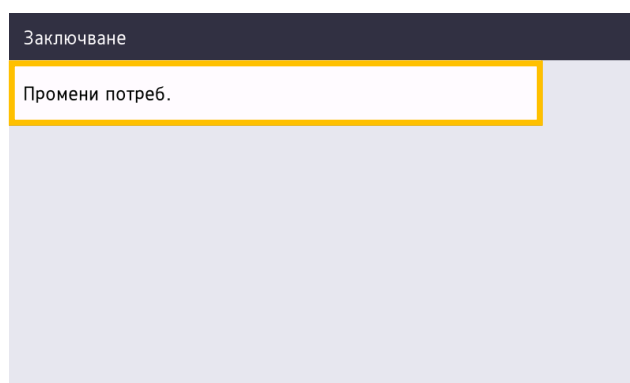 Заключване
Промени потреб.